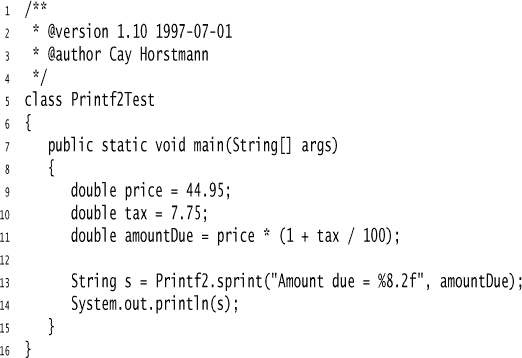 1 /**
2  * @version 1.10 1997-07-01
3  * @author Cay Horstmann
4  */
5 class Printf2Test
6 {
7    public static void main(String[] args)
8    {
9       double price = 44.95;
10       double tax = 7.75;
11       double amountDue = price * (1 + tax / 100);
12
13       String s = Printf2.sprint("Amount due = %8.2f", amountDue);
14       System.out.println(s);
15    }
16 }